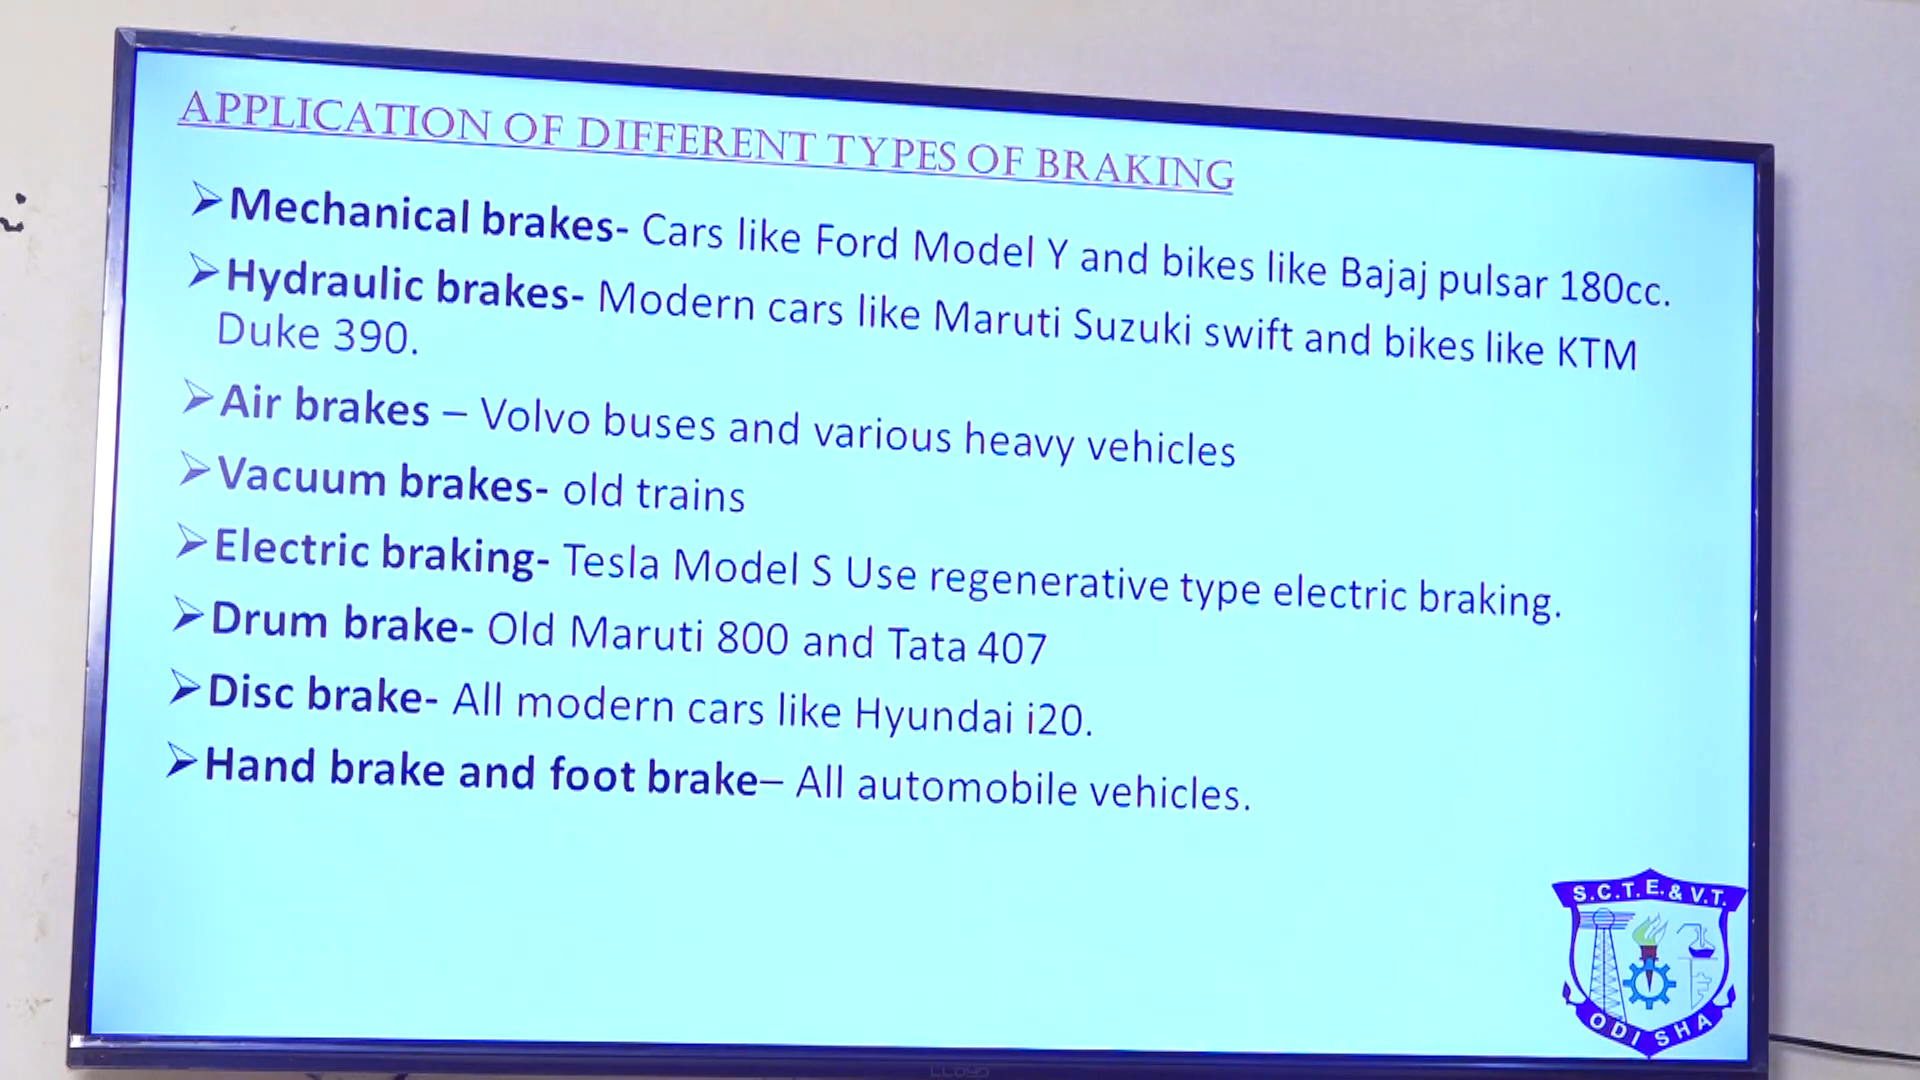 APPLICATION OF DIFFERENT TYPES OF BRAKING
➢Mechanical brakes- Cars like Ford Model Y and bikes like Bajaj pulsar 180cc.
➢Hydraulic brakes- Modern cars like Maruti Suzuki swift and bikes like KTM
Duke 390.
➢Air brakes – Volvo buses and various heavy vehicles
➢Vacuum brakes- old trains
➢Electric braking- Tesla Model S Use regenerative type electric braking.
➢Drum brake- Old Maruti 800 and Tata 407
➢Disc brake- All modern cars like Hyundai i20.
➢Hand brake and foot brake– All automobile vehicles.
S.C.T.E.& V.T.
ODISHA
LLOYD